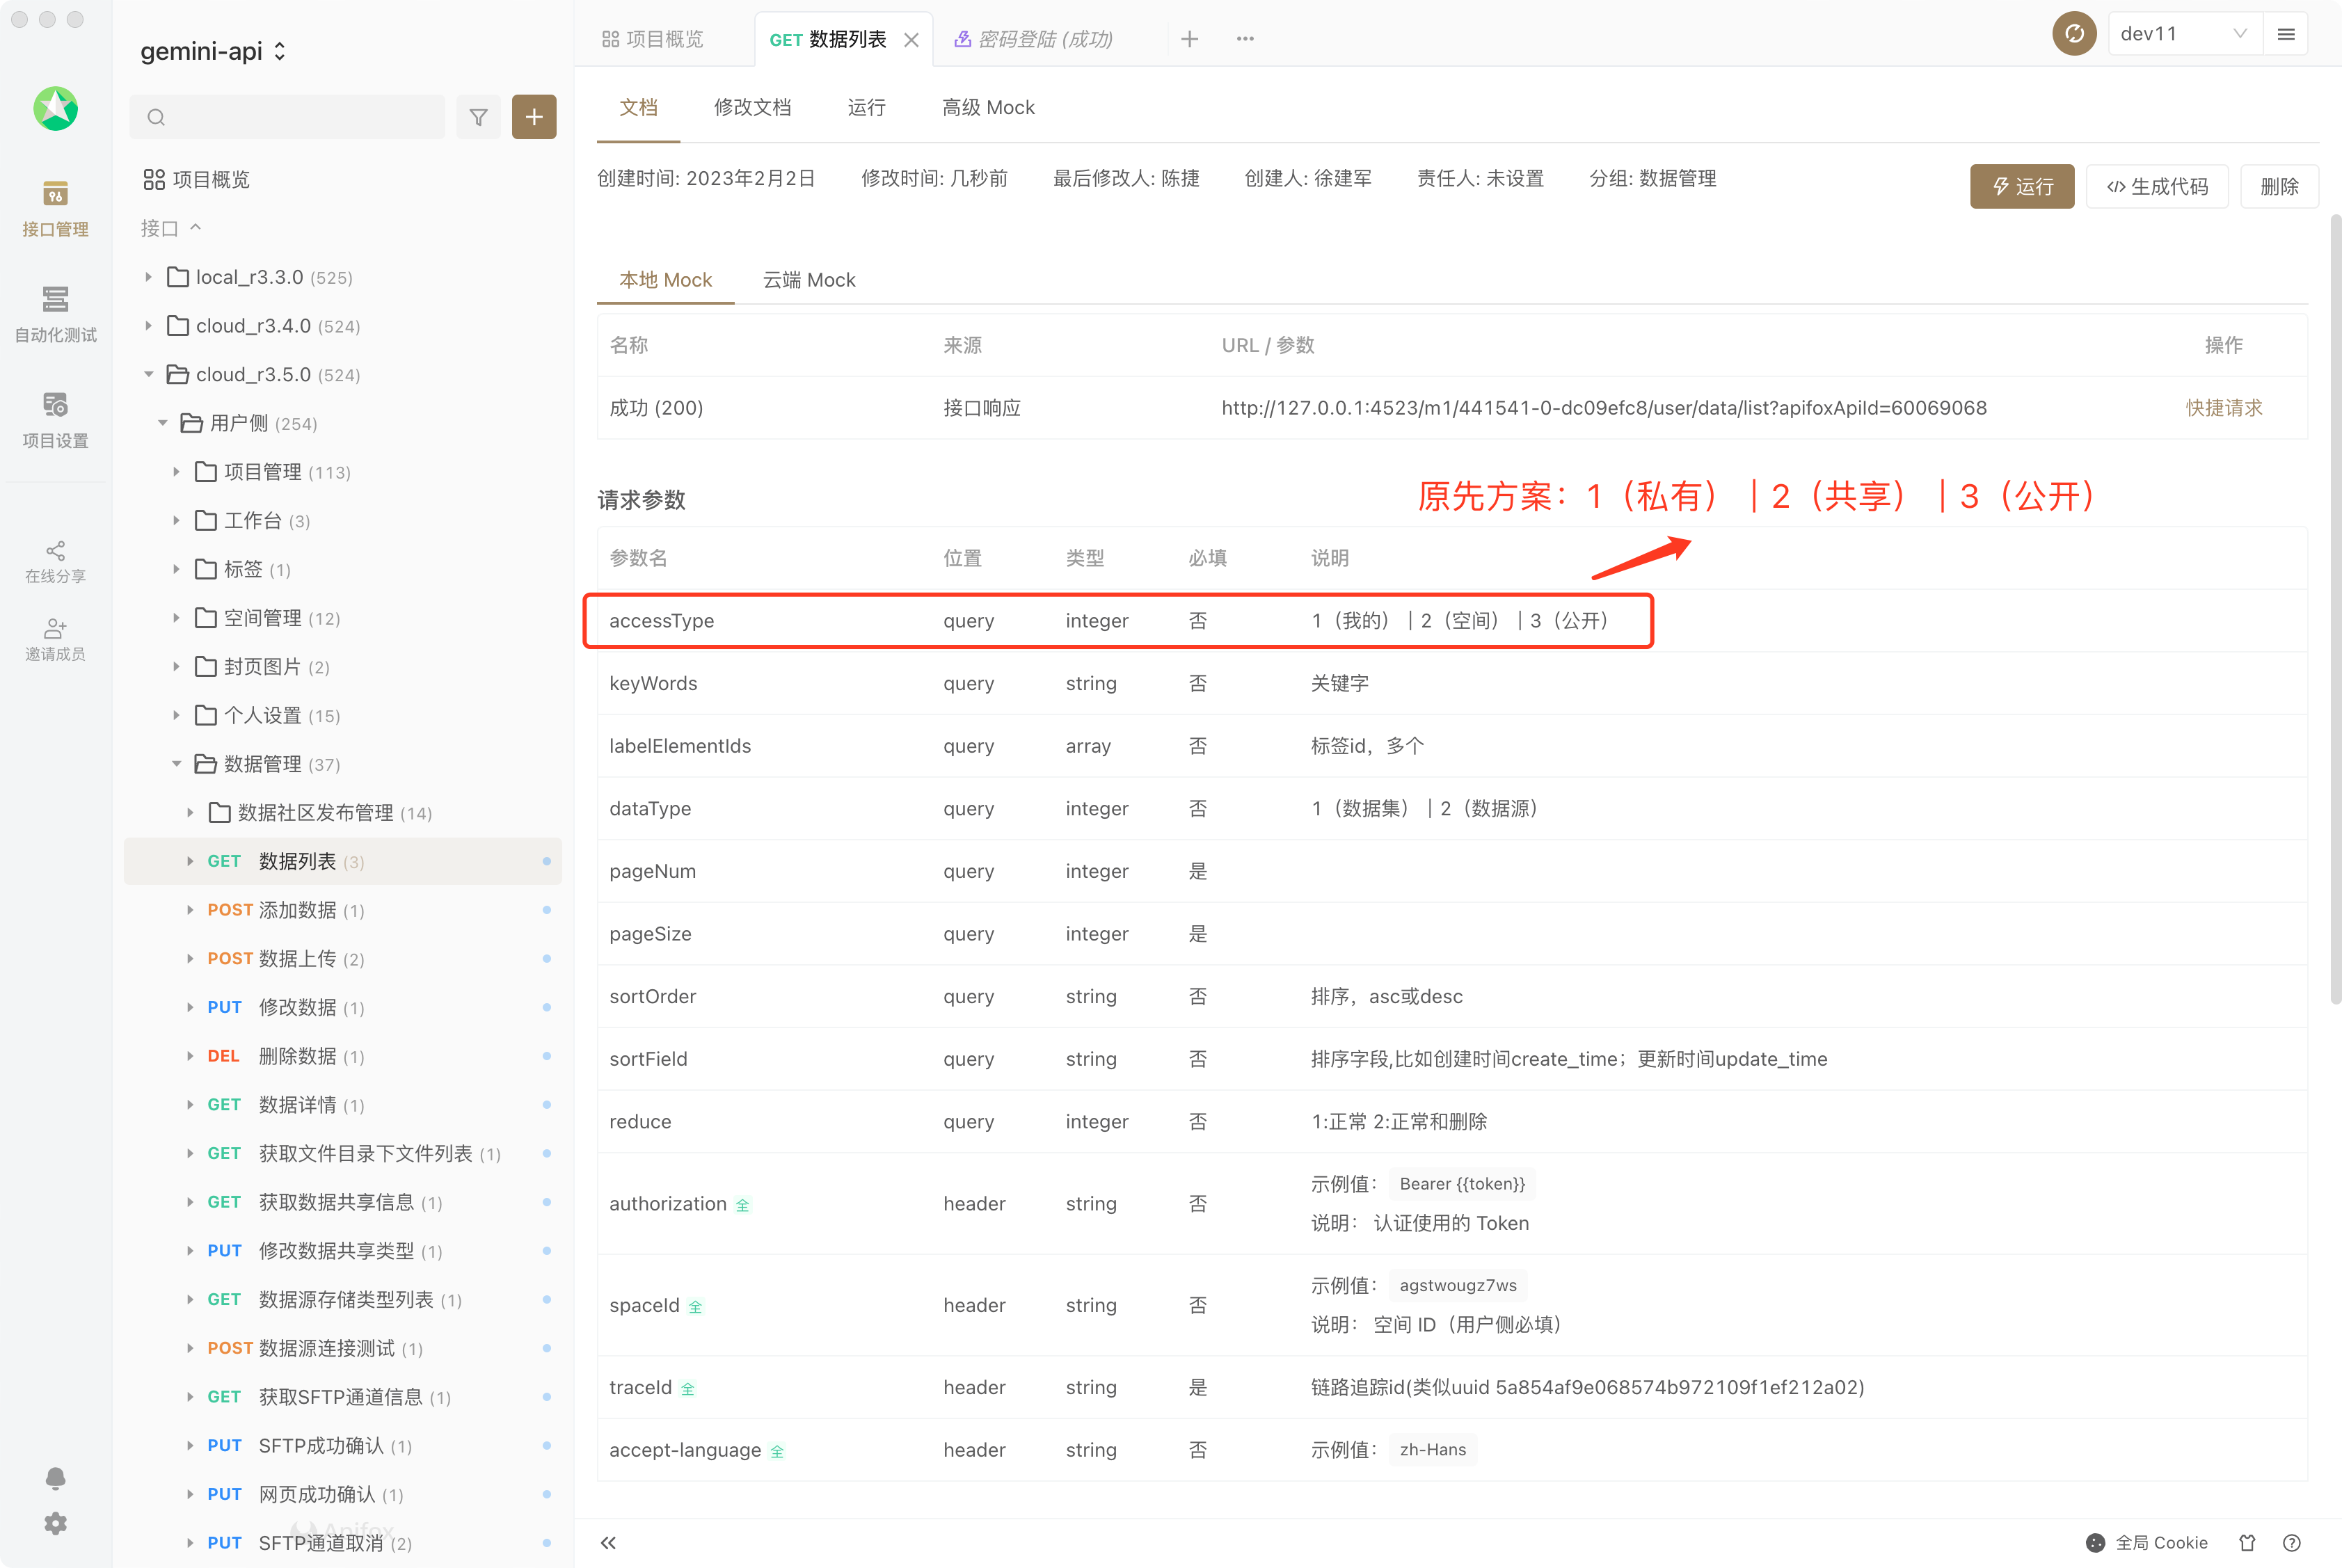 gemini-api
项目概览
GET 数据列表
密码登陆 (成功)
dev11
接口管理
自动化测试
项目设置
在线分享
邀请成员
项目概览
接口
local_r3.3.0 (525)
cloud_r3.4.0 (524)
cloud_r3.5.0 (524)
用户侧 (254)
项目管理 (113)
工作台 (3)
标签 (1)
空间管理 (12)
封页图片 (2)
个人设置 (15)
数据管理 (37)
数据社区发布管理 (14)
GET 数据列表 (3)
POST 添加数据 (1)
POST 数据上传 (2)
PUT 修改数据 (1)
DEL 删除数据 (1)
GET 数据详情 (1)
GET 获取文件目录下文件列表 (1)
GET 获取数据共享信息 (1)
PUT 修改数据共享类型 (1)
GET 数据源存储类型列表 (1)
POST 数据源连接测试 (1)
GET 获取SFTP通道信息 (1)
PUT SFTP成功确认 (1)
PUT 网页成功确认 (1)
Apifox
PUT SFTP通道取消 (2)
文档 修改文档 运行 高级 Mock
创建时间: 2023年2月2日 修改时间: 几秒前 最后修改人: 陈捷 创建人: 徐建军 责任人: 未设置 分组: 数据管理
运行 生成代码 删除
本地 Mock 云端 Mock
名称 来源 URL / 参数 操作
成功 (200) 接口响应 http://127.0.0.1:4523/m1/441541-0-dc09efc8/user/data/list?apifoxApiId=60069068 快捷请求
请求参数
原先方案：1（私有）｜2（共享）｜3（公开）
参数名 位置 类型 必填 说明
accessType query integer 否 1（我的）｜2（空间）｜3（公开）
keyWords query string 否 关键字
labelElementIds query array 否 标签id，多个
dataType query integer 否 1（数据集）｜2（数据源）
pageNum query integer 是
pageSize query integer 是
sortOrder query string 否 排序，asc或desc
sortField query string 否 排序字段,比如创建时间create_time；更新时间update_time
reduce query integer 否 1:正常 2:正常和删除
authorization 全 header string 否 示例值： Bearer {{token}}
说明： 认证使用的 Token
spaceId 全 header string 否 示例值： agstwougz7ws
说明： 空间 ID（用户侧必填）
traceId 全 header string 是 链路追踪id(类似uuid 5a854af9e068574b972109f1ef212a02)
accept-language 全 header string 否 示例值： zh-Hans
全局 Cookie